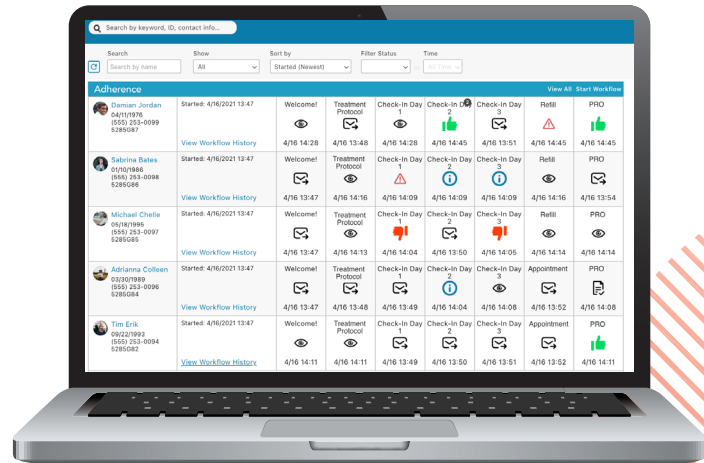 Search by keyword, ID, contact info...
Search Show Sort by Filter Status Time
Search by name All Started (Newest) or All Time
Adherence View All Start Workflow
Damian Jordan Started: 4/16/2021 13:47 Welcome! Treatment Protocol Check-In Day 1 Check-In Day 2 Check-In Day 3 Refill PRO
04/11/1976
(555) 253-0099
5285G87
View Workflow History 4/16 14:28 4/16 13:48 4/16 14:28 4/16 14:45 4/16 13:51 4/16 14:45 4/16 14:45
Sabrina Bates Started: 4/16/2021 13:47 Welcome! Treatment Protocol Check-In Day 1 Check-In Day 2 Check-In Day 3 Refill PRO
01/10/1986
(555) 253-0098
5285G86
View Workflow History 4/16 13:47 4/16 14:16 4/16 14:09 4/16 14:09 4/16 14:09 4/16 14:16 4/16 13:54
Michael Chelle Started: 4/16/2021 13:47 Welcome! Treatment Protocol Check-In Day 1 Check-In Day 2 Check-In Day 3 Refill PRO
05/18/1995
(555) 253-0097
5285G85
View Workflow History 4/16 13:47 4/16 14:13 4/16 14:04 4/16 13:50 4/16 14:05 4/16 14:14 4/16 14:14
Adrianna Colleen Started: 4/16/2021 13:47 Welcome! Treatment Protocol Check-In Day 1 Check-In Day 2 Check-In Day 3 Appointment PRO
03/30/1989
(555) 253-0096
5285G84
View Workflow History 4/16 13:47 4/16 13:48 4/16 13:49 4/16 14:04 4/16 14:08 4/16 13:52 4/16 14:08
Tim Erik Started: 4/16/2021 13:47 Welcome! Treatment Protocol Check-In Day 1 Check-In Day 2 Check-In Day 3 Appointment PRO
09/22/1993
(555) 253-0094
5285G82
View Workflow History 4/16 14:11 4/16 14:11 4/16 13:49 4/16 13:50 4/16 13:51 4/16 13:52 4/16 14:11